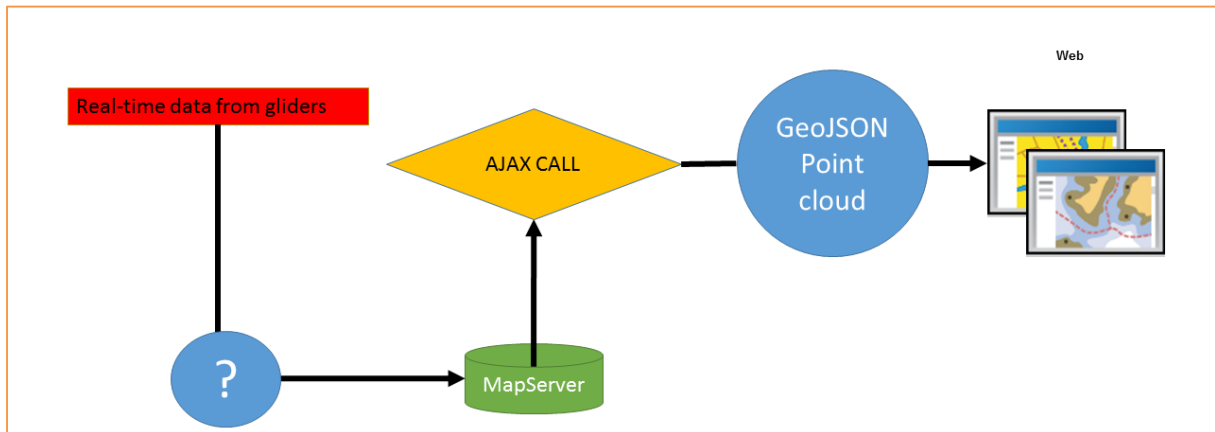 Web
Real-time data from gliders
AJAX CALL
GeoJSON
Point
cloud
?
MapServer